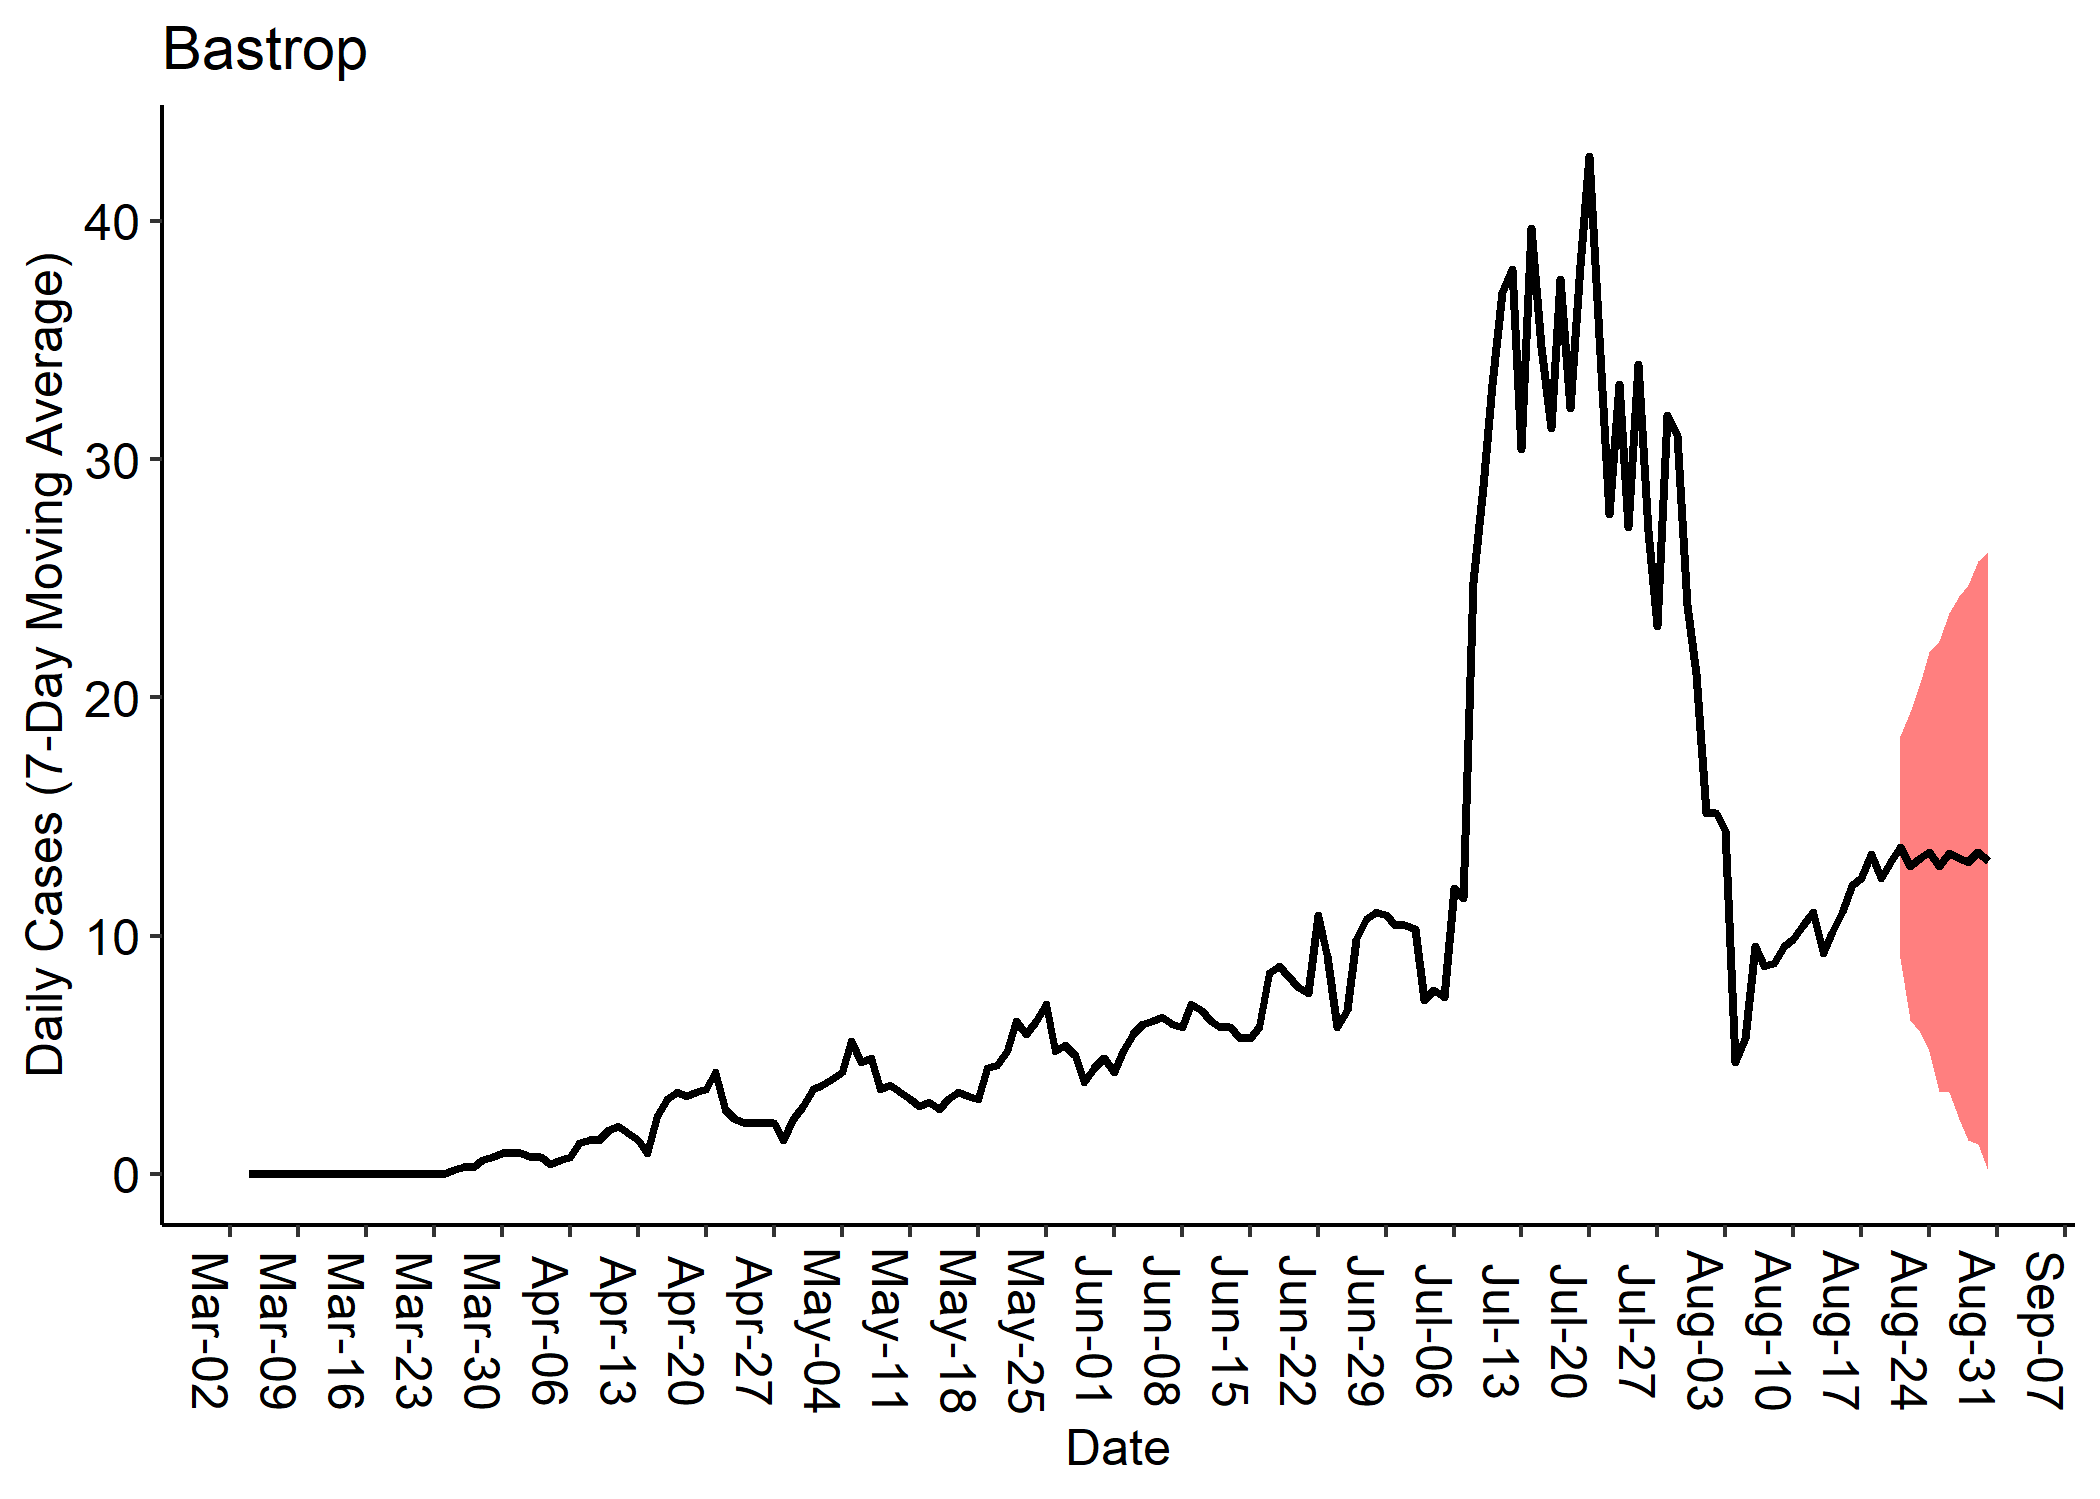 Bastrop
Daily Cases (7-Day Moving Average)
40
30
20
10
0
Mar-02
Mar-09
Mar-16
Mar-23
Mar-30
Apr-06
Apr-13
Apr-20
Apr-27
May-04
May-11
May-18
May-25
Jun-01
Jun-08
Jun-15
Jun-22
Jun-29
Jul-06
Jul-13
Jul-20
Jul-27
Aug-03
Aug-10
Aug-17
Aug-24
Aug-31
Sep-07
Date